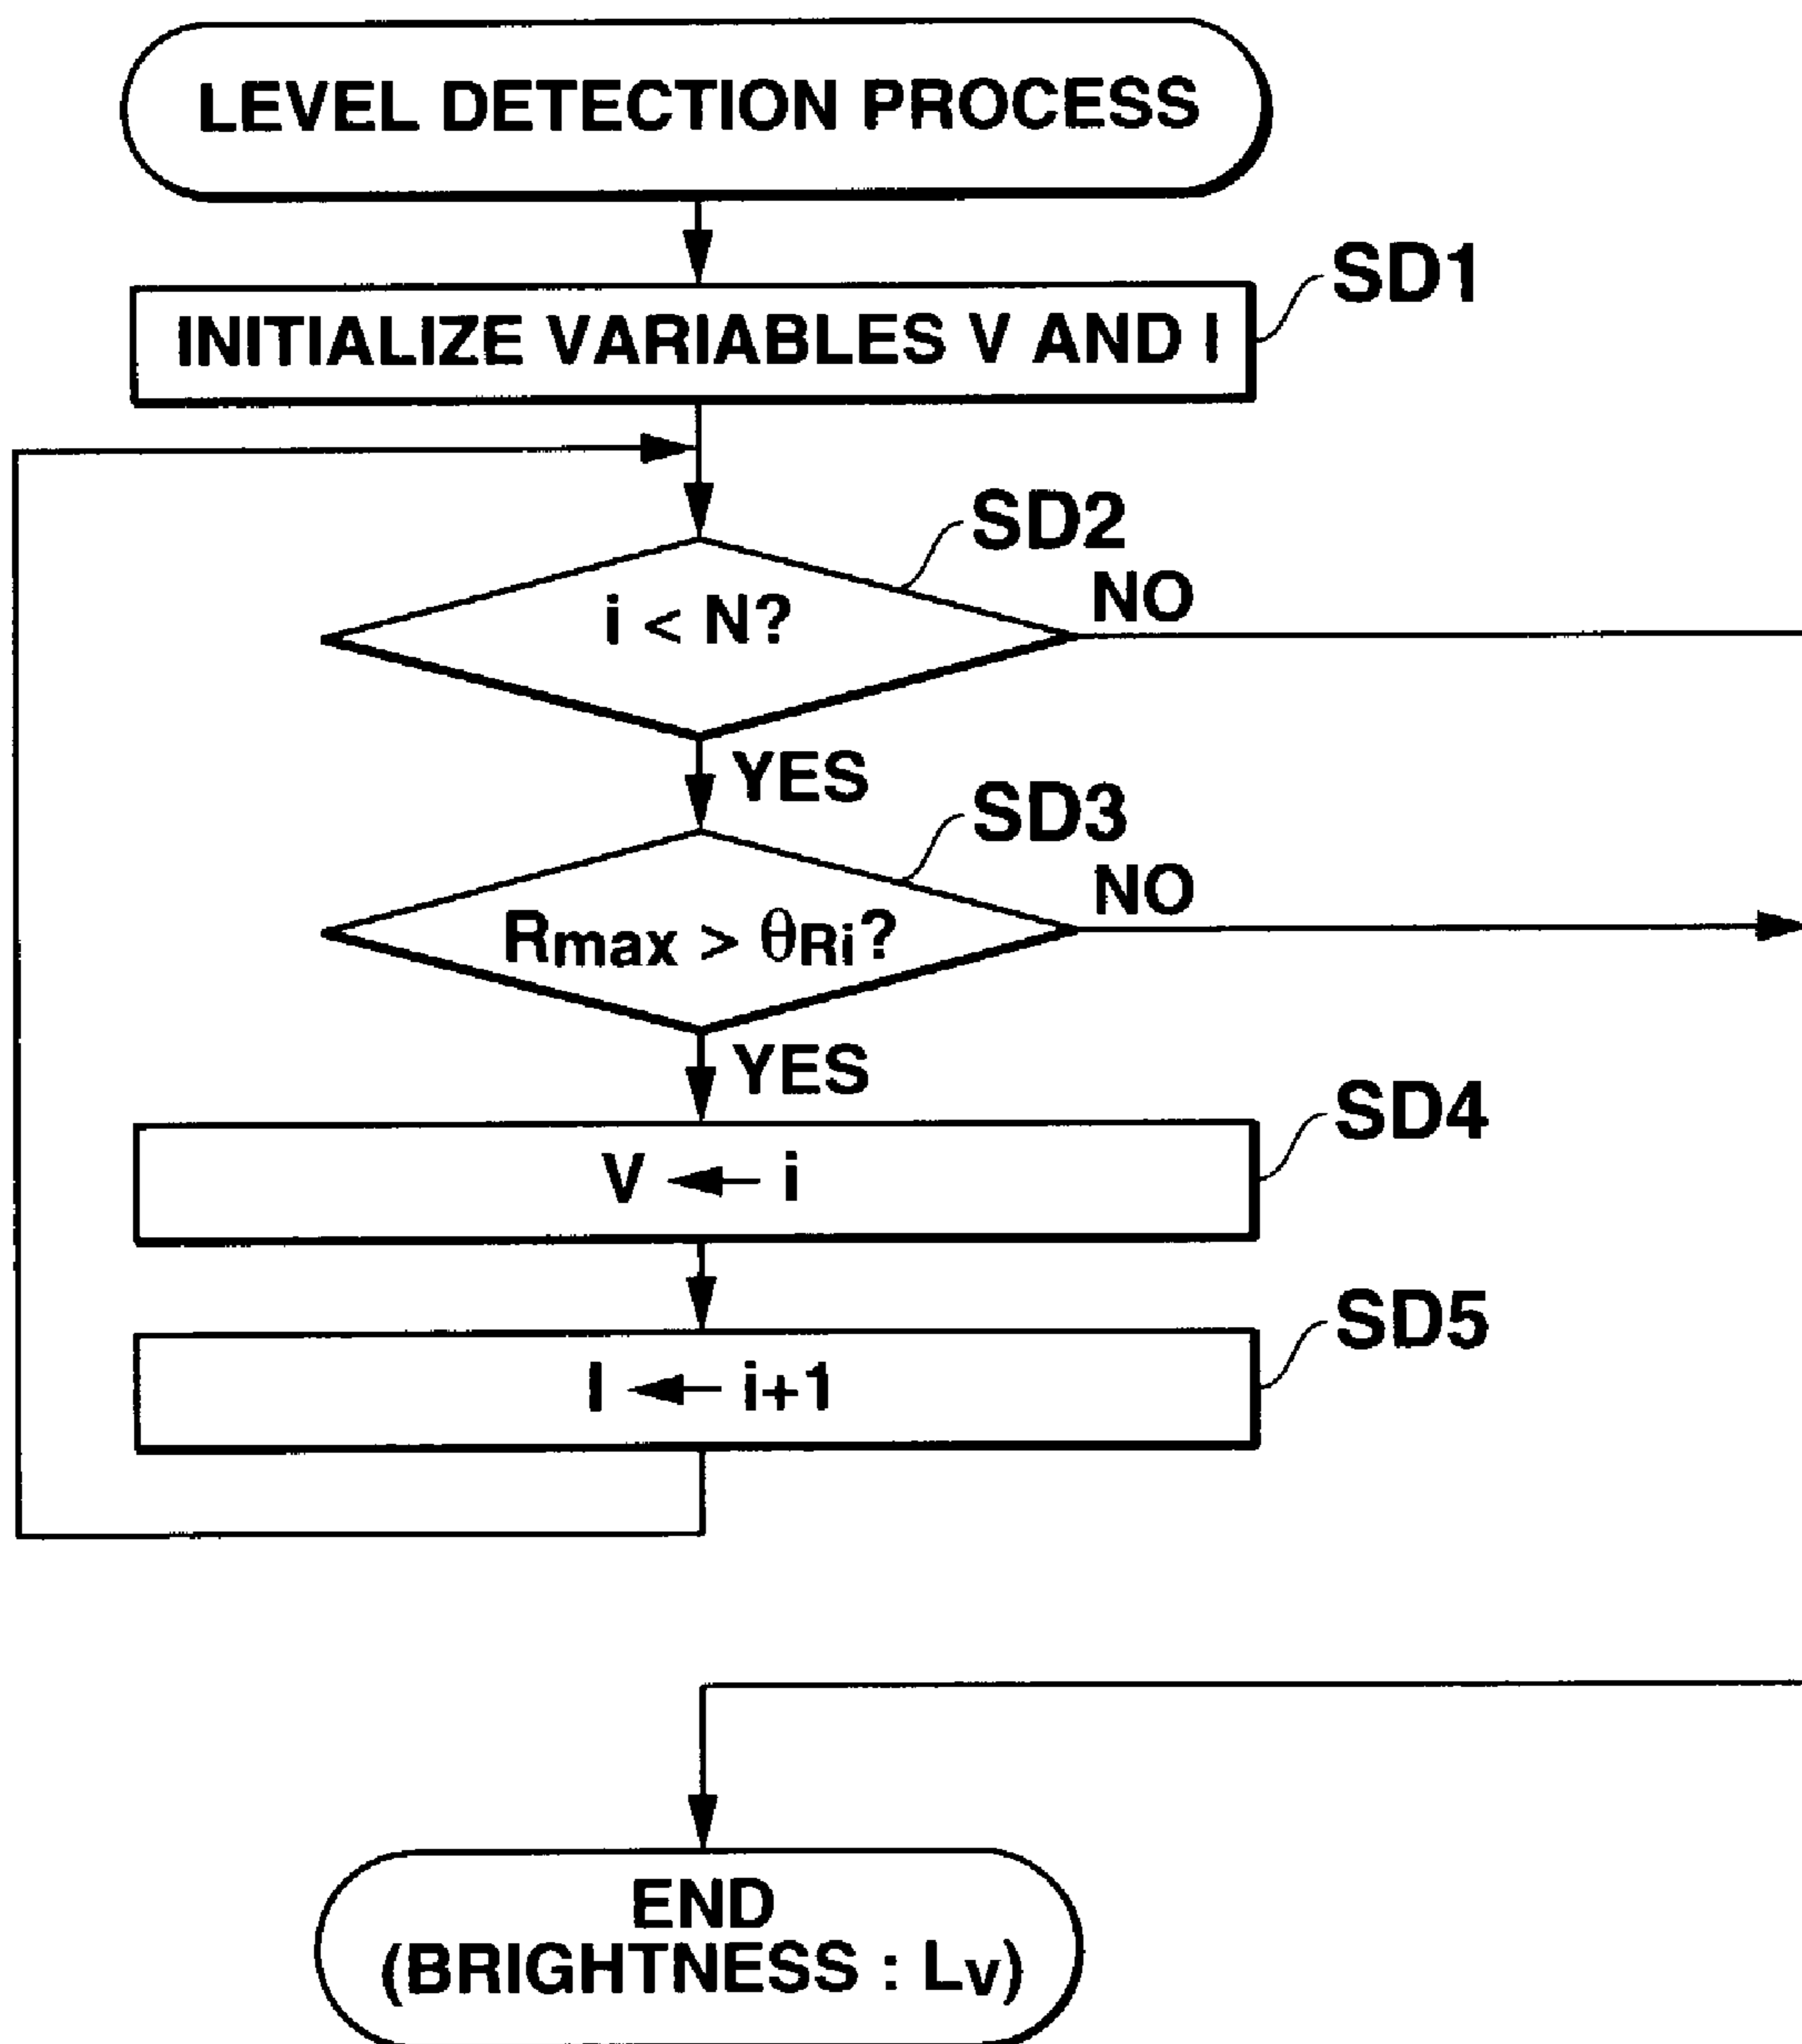 LEVEL DETECTION PROCESS
SD1
INITIALIZE VARIABLES V AND I
SD2
i < N?
NO
YES
SD3
Rmax > θRi?
NO
YES
SD4
V ← i
SD5
I ← i+1
END
(BRIGHTNESS : LV)